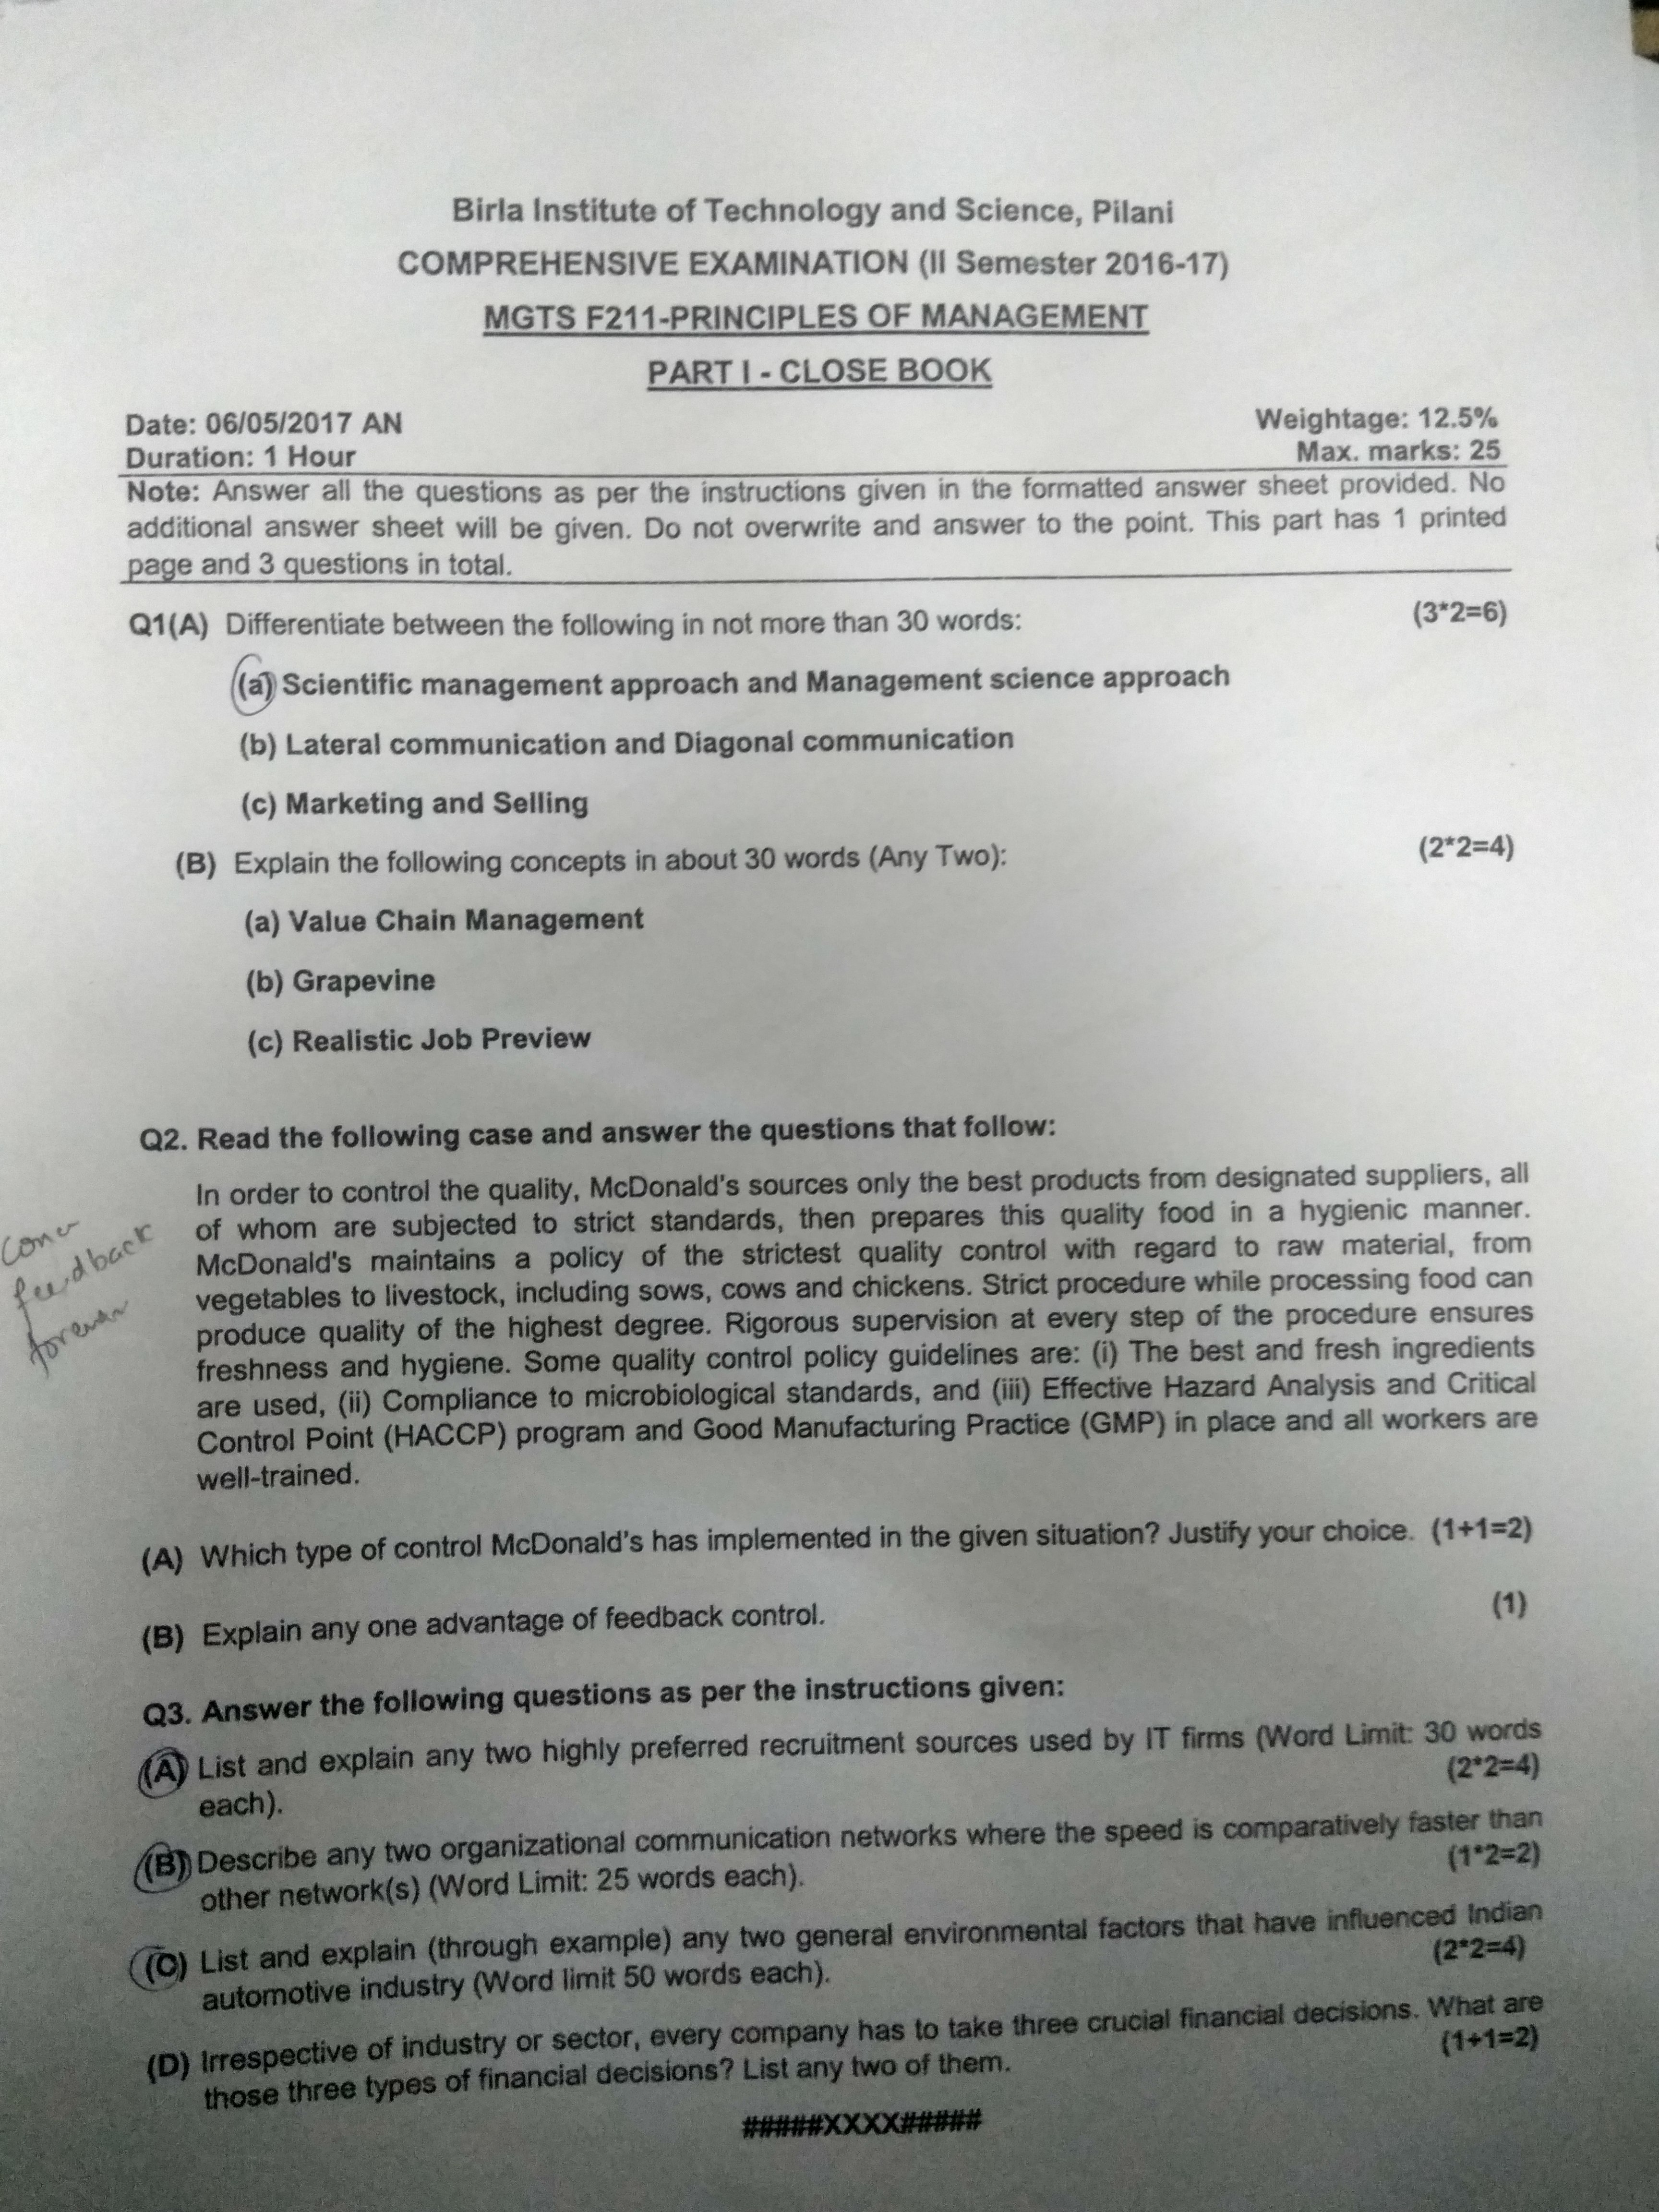 Birla Institute of Technology and Science, Pilani
COMPREHENSIVE EXAMINATION (II Semester 2016-17)
MGTS F211-PRINCIPLES OF MANAGEMENT
PART I - CLOSE BOOK
Date: 06/05/2017 AN Weightage: 12.5%
Duration: 1 Hour Max. marks: 25
Note: Answer all the questions as per the instructions given in the formatted answer sheet provided. No
additional answer sheet will be given. Do not overwrite and answer to the point. This part has 1 printed
page and 3 questions in total.
Q1(A) Differentiate between the following in not more than 30 words: (3*2=6)
(a) Scientific management approach and Management science approach
(b) Lateral communication and Diagonal communication
(c) Marketing and Selling
(B) Explain the following concepts in about 30 words (Any Two): (2*2=4)
(a) Value Chain Management
(b) Grapevine
(c) Realistic Job Preview
Q2. Read the following case and answer the questions that follow:
In order to control the quality, McDonald's sources only the best products from designated suppliers, all
of whom are subjected to strict standards, then prepares this quality food in a hygienic manner.
McDonald's maintains a policy of the strictest quality control with regard to raw material, from
vegetables to livestock, including sows, cows and chickens. Strict procedure while processing food can
produce quality of the highest degree. Rigorous supervision at every step of the procedure ensures
freshness and hygiene. Some quality control policy guidelines are: (i) The best and fresh ingredients
are used, (ii) Compliance to microbiological standards, and (iii) Effective Hazard Analysis and Critical
Control Point (HACCP) program and Good Manufacturing Practice (GMP) in place and all workers are
well-trained.
feedback
(A) Which type of control McDonald's has implemented in the given situation? Justify your choice. (1+1=2)
(B) Explain any one advantage of feedback control. (1)
Q3. Answer the following questions as per the instructions given:
(A) List and explain any two highly preferred recruitment sources used by IT firms (Word Limit: 30 words
each). (2*2=4)
(B) Describe any two organizational communication networks where the speed is comparatively faster than
other network(s) (Word Limit: 25 words each). (1*2=2)
(C) List and explain (through example) any two general environmental factors that have influenced Indian
automotive industry (Word limit 50 words each). (2*2=4)
(D) Irrespective of industry or sector, every company has to take three crucial financial decisions. What are
those three types of financial decisions? List any two of them. (1+1=2)
#####XXXX#####